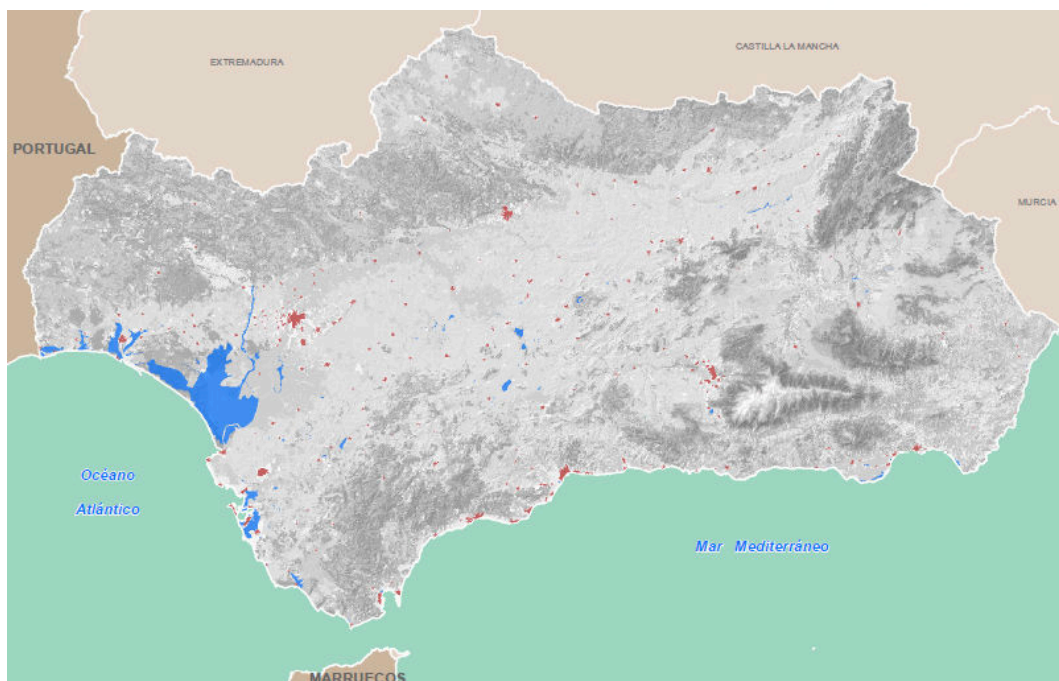 CASTILLA LA MANCHA
EXTREMADURA
PORTUGAL
MURCIA
Océano
Atlántico
Mar Mediterráneo
MARRUECOS